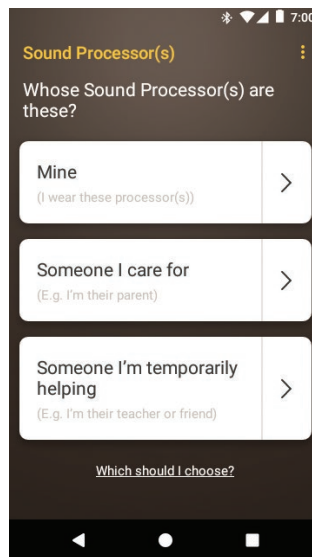 7:00
Sound Processor(s)
Whose Sound Processor(s) are
these?
Mine
(I wear these processor(s))
Someone I care for
(E.g. I'm their parent)
Someone I'm temporarily
helping
(E.g. I'm their teacher or friend)
Which should I choose?